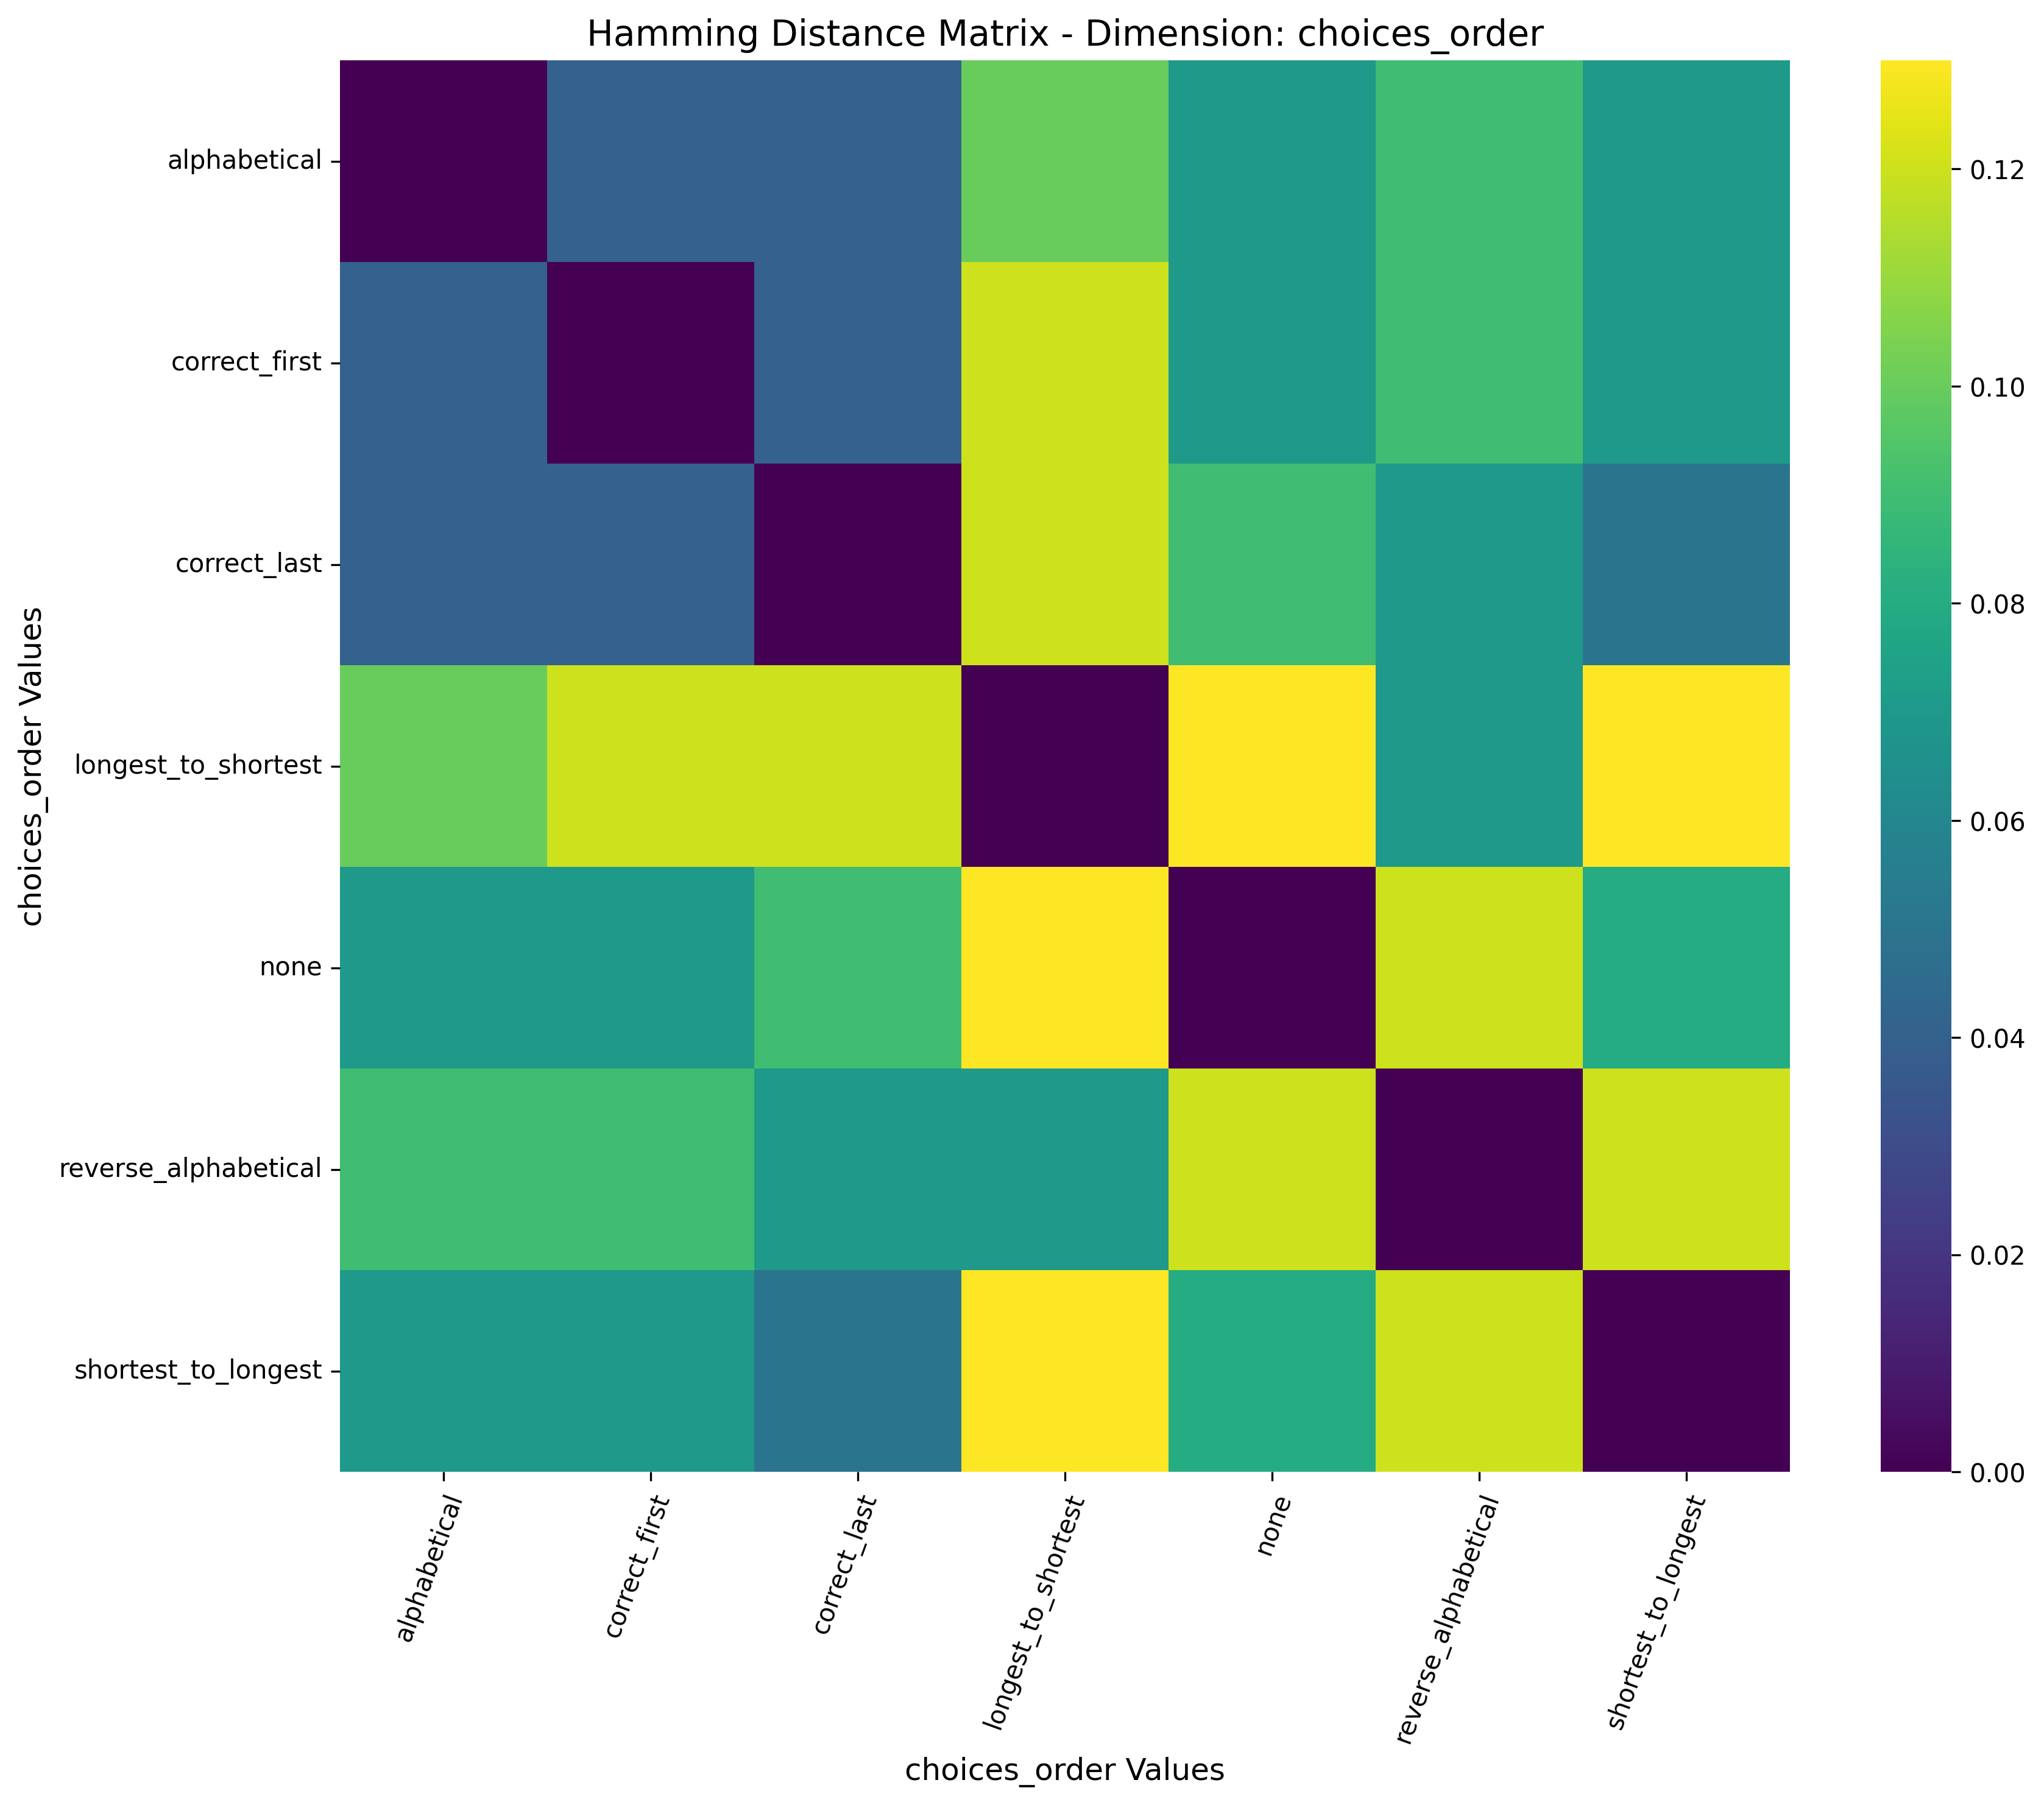 Hamming Distance Matrix - Dimension: choices_order
choices_order Values
alphabetical
correct_first
correct_last
longest_to_shortest
none
reverse_alphabetical
shortest_to_longest
alphabetical
correct_first
correct_last
longest_to_shortest
none
reverse_alphabetical
shortest_to_longest
choices_order Values
0.12
0.10
0.08
0.06
0.04
0.02
0.00